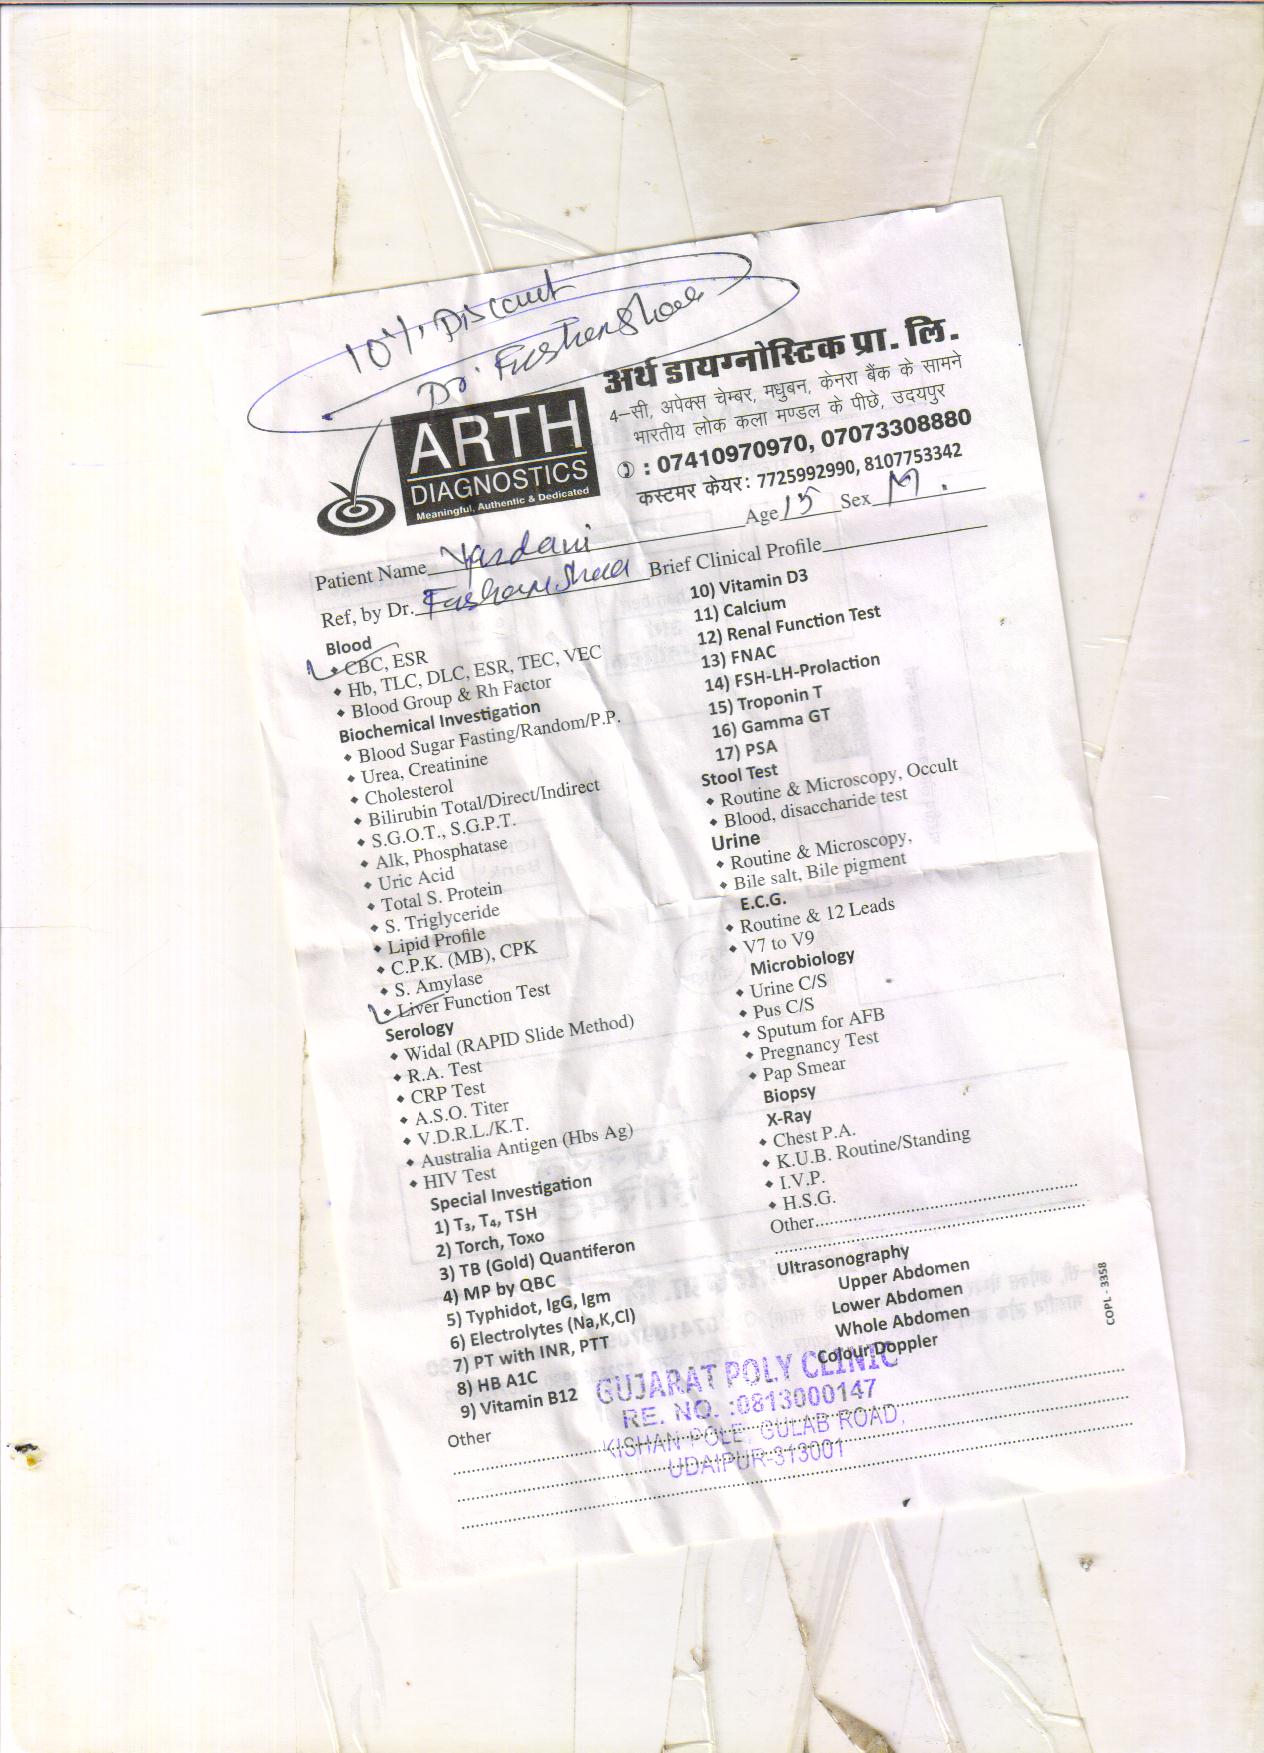 10% Discount
Dr.
ARTH
DIAGNOSTICS
Meaningful, Authentic & Dedicated
अर्थ डायग्नोस्टिक प्रा. लि.
4-सी, अपेक्स चेम्बर, मधुबन, केनरा बैंक के सामने
भारतीय लोक कला मण्डल के पीछे, उदयपुर
: 07410970970, 07073308880
कस्टमर केयर: 7725992990, 8107753342
Patient Name Yardani Age 15 Sex M.
Ref, by Dr. Brief Clinical Profile
Blood
CBC, ESR
Hb, TLC, DLC, ESR, TEC, VEC
Blood Group & Rh Factor
Biochemical Investigation
Blood Sugar Fasting/Random/P.P.
Urea, Creatinine
Cholesterol
Bilirubin Total/Direct/Indirect
S.G.O.T., S.G.P.T.
Alk, Phosphatase
Uric Acid
Total S. Protein
S. Triglyceride
Lipid Profile
C.P.K. (MB), CPK
S. Amylase
Liver Function Test
Serology
Widal (RAPID Slide Method)
R.A. Test
CRP Test
A.S.O. Titer
V.D.R.L./K.T.
Australia Antigen (Hbs Ag)
HIV Test
Special Investigation
1) T₃, T₄, TSH
2) Torch, Toxo
3) TB (Gold) Quantiferon
4) MP by QBC
5) Typhidot, IgG, Igm
6) Electrolytes (Na,K,Cl)
7) PT with INR, PTT
8) HB A1C
9) Vitamin B12
Other
10) Vitamin D3
11) Calcium
12) Renal Function Test
13) FNAC
14) FSH-LH-Prolaction
15) Troponin T
16) Gamma GT
17) PSA
Stool Test
Routine & Microscopy, Occult
Blood, disaccharide test
Urine
Routine & Microscopy,
Bile salt, Bile pigment
E.C.G.
Routine & 12 Leads
V7 to V9
Microbiology
Urine C/S
Pus C/S
Sputum for AFB
Pregnancy Test
Pap Smear
Biopsy
X-Ray
Chest P.A.
K.U.B. Routine/Standing
I.V.P.
H.S.G.
Other
Ultrasonography
Upper Abdomen
Lower Abdomen
Whole Abdomen
Colour Doppler
COPL - 3358
GUJARAT POLY CLINIC
RE. NO. :0813000147
KISHAN POLE, GULAB ROAD,
UDAIPUR-313001